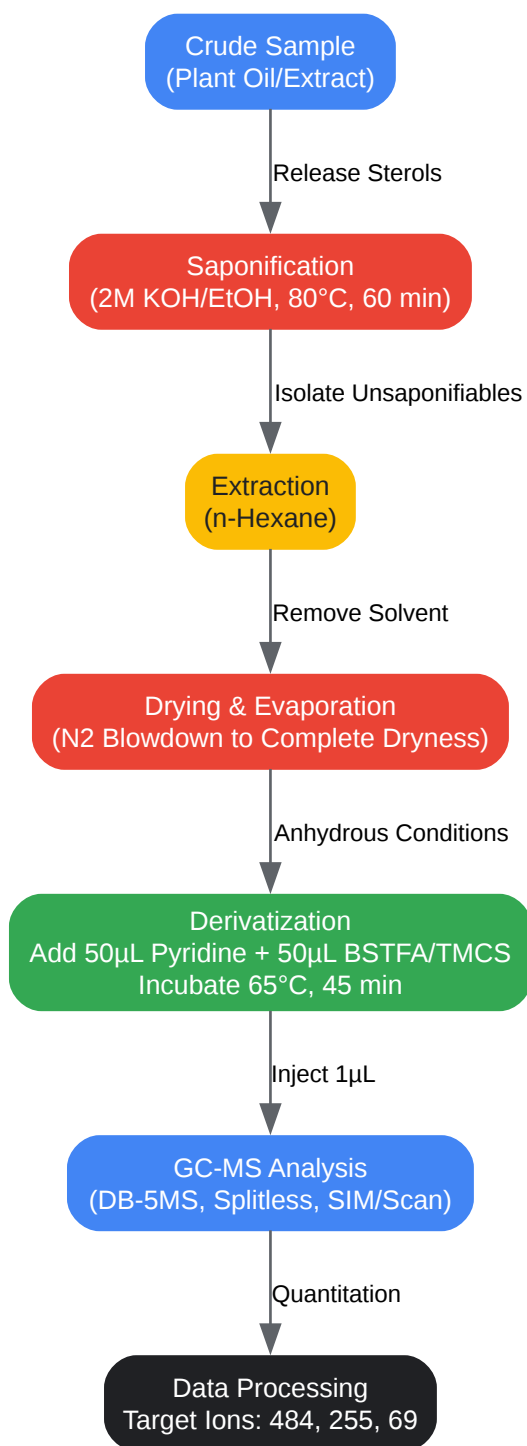 Crude Sample
(Plant Oil/Extract)
Release Sterols
Saponification
(2M KOH/EtOH, 80°C, 60 min)
Isolate Unsaponifiables
Extraction
(n-Hexane)
Remove Solvent
Drying & Evaporation
(N2 Blowdown to Complete Dryness)
Anhydrous Conditions
Derivatization
Add 50µL Pyridine + 50µL BSTFA/TMCS
Incubate 65°C, 45 min
Inject 1µL
GC-MS Analysis
(DB-5MS, Splitless, SIM/Scan)
Quantitation
Data Processing
Target Ions: 484, 255, 69